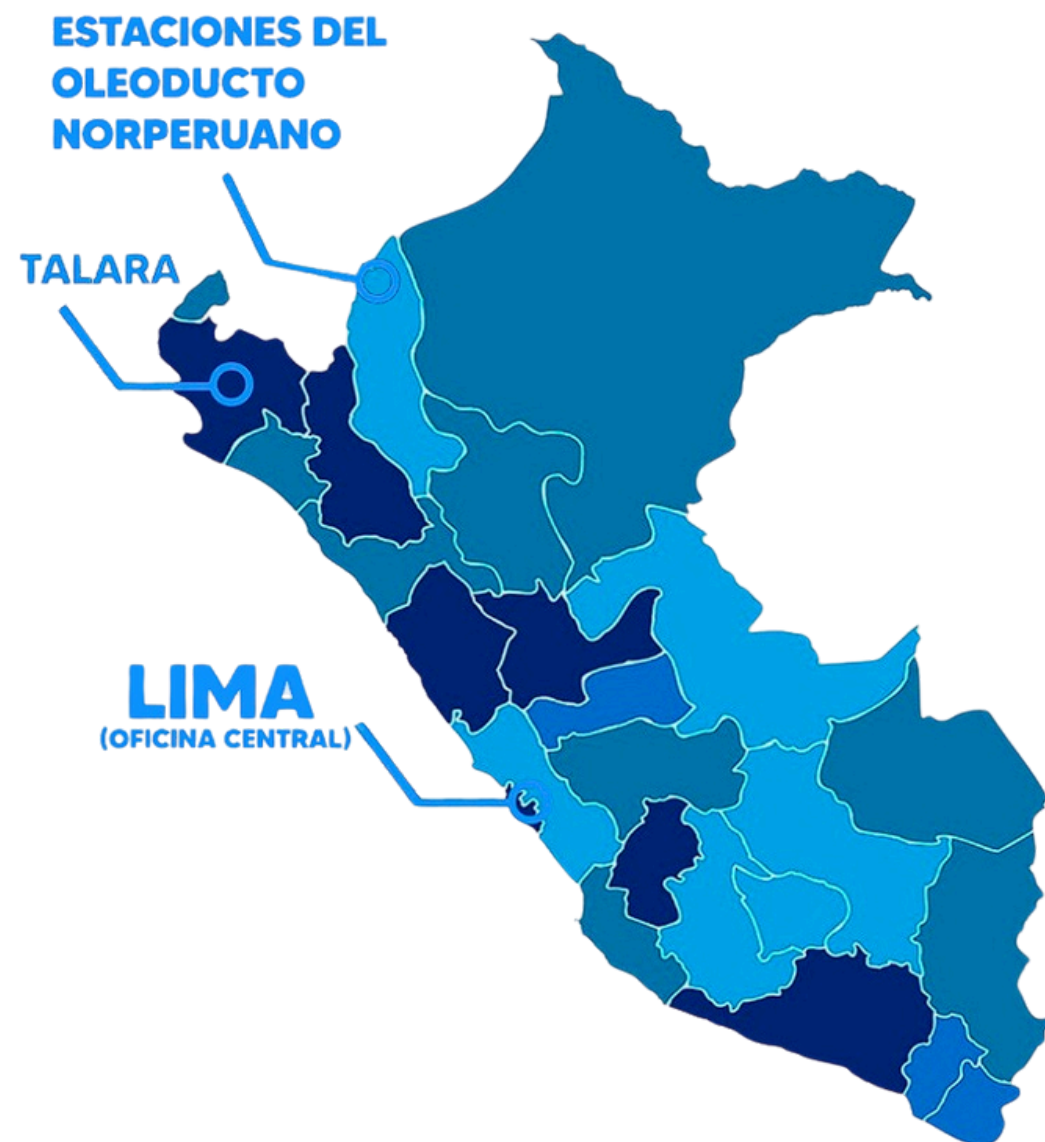 ESTACIONES DEL
OLEODUCTO
NORPERUANO
TALARA
LIMA
(OFICINA CENTRAL)